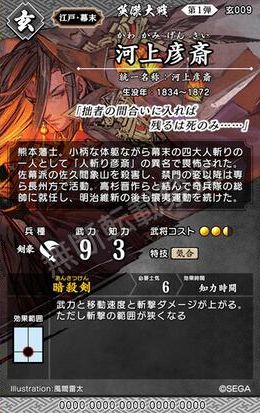 玄
江戸・幕末
英傑大戦
第1弾
玄009
かわかみげんさい
河上彦斎
統一名称:河上彦斎
生没年 1834~1872
「拙者の間合いに入れば
残るは死のみ……」
熊本藩士。小柄な体躯ながら幕末の四大人斬り
の一人として「人斬り彦斎」の異名で畏怖された。
佐幕派の佐久間象山を殺害し、禁門の変以降は専
ら長州方で活動。高杉晋作らと結んで奇兵隊の総
帥に就任し、明治維新の後も攘夷運動を続けた。
兵種 武力 知力 武将コスト
剣豪 9 3 特技 気合
あんさつけん 必要士気 効果時間
暗殺剣 6 知力時間
効果範囲
武力と移動速度と斬撃ダメージが上がる。
ただし斬撃の範囲が狭くなる
Illustration:風間雷太 ©SEGA
0000-0000-0000-0000-0000